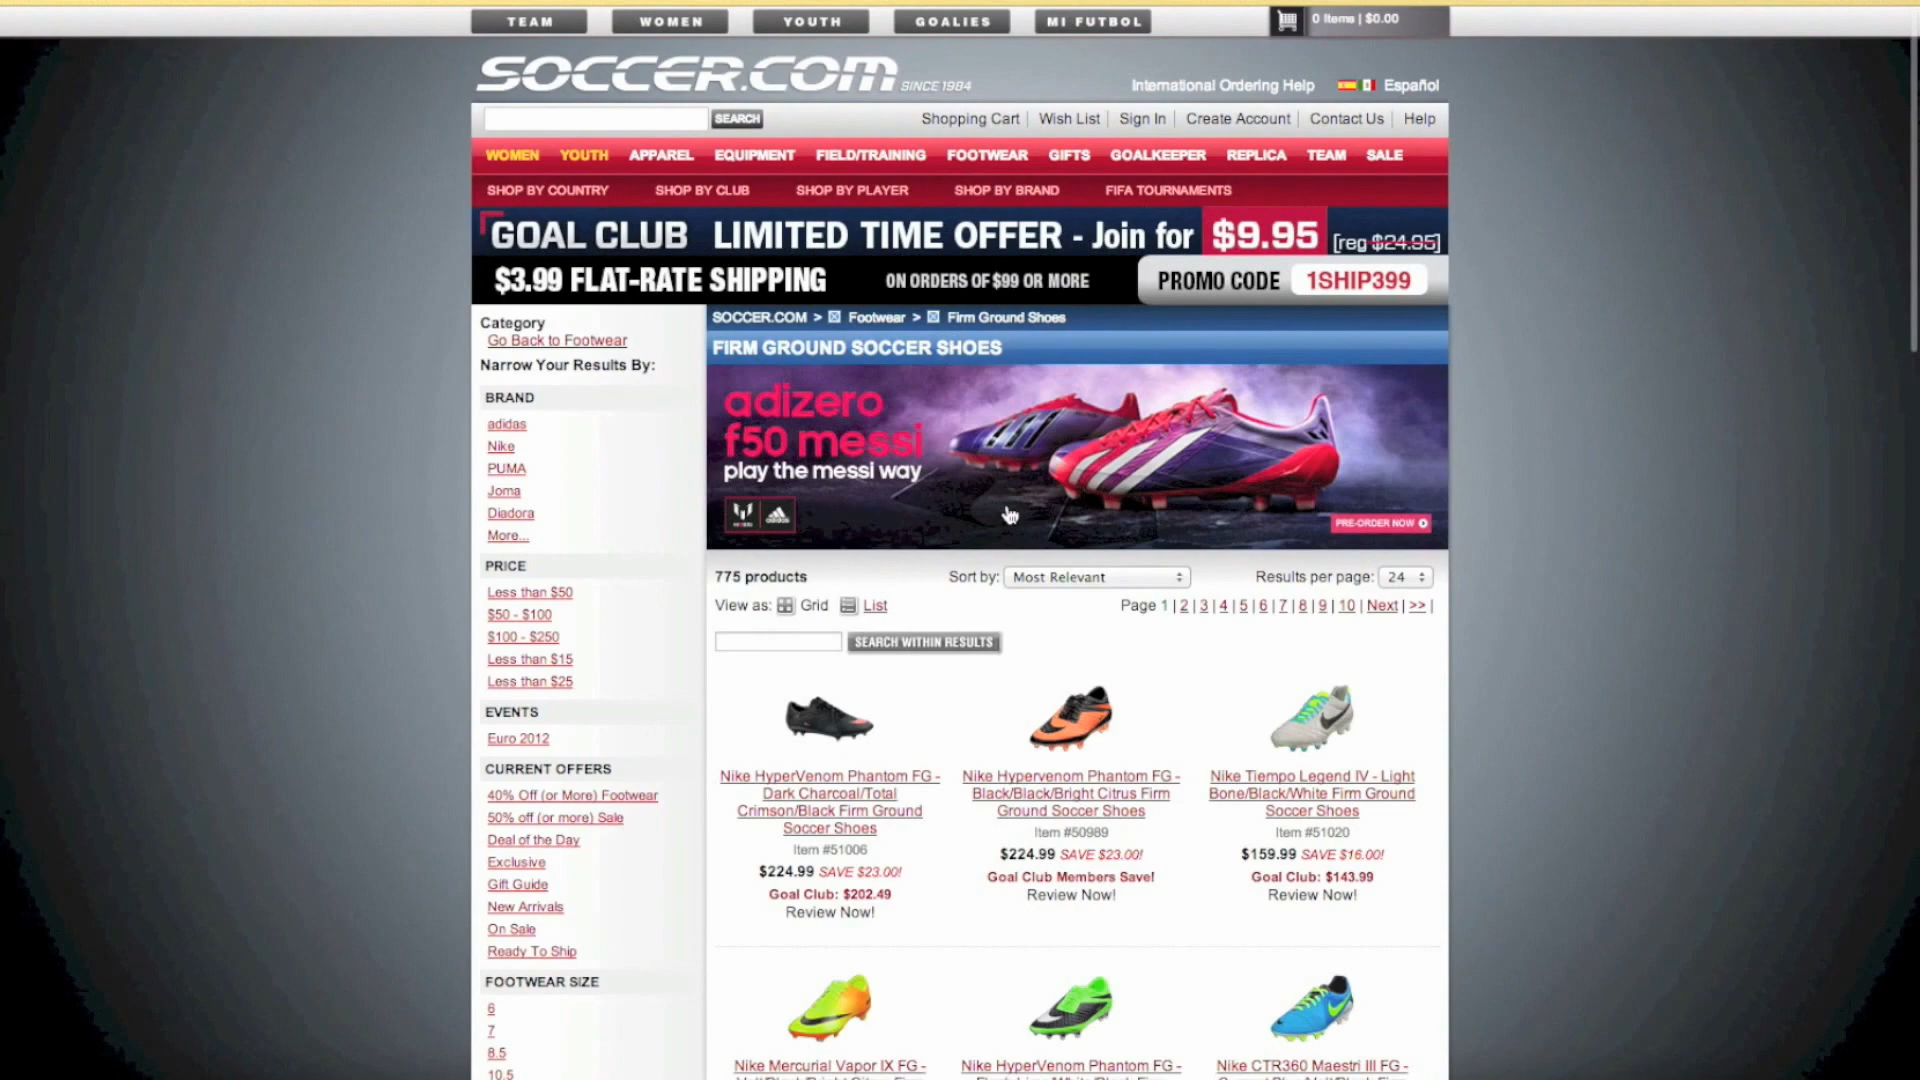 TEAM WOMEN YOUTH GOALIES MI FUTBOL 0 Items | $0.00
SOCCER.COM SINCE 1984
International Ordering Help Español
SEARCH Shopping Cart Wish List Sign In Create Account Contact Us Help
WOMEN YOUTH APPAREL EQUIPMENT FIELD/TRAINING FOOTWEAR GIFTS GOALKEEPER REPLICA TEAM SALE
SHOP BY COUNTRY SHOP BY CLUB SHOP BY PLAYER SHOP BY BRAND FIFA TOURNAMENTS
GOAL CLUB LIMITED TIME OFFER - Join for $9.95 [reg $24.95]
$3.99 FLAT-RATE SHIPPING ON ORDERS OF $99 OR MORE PROMO CODE 1SHIP399
Category
Go Back to Footwear
Narrow Your Results By:
BRAND
adidas
Nike
PUMA
Joma
Diadora
More...
PRICE
Less than $50
$50 - $100
$100 - $250
Less than $15
Less than $25
EVENTS
Euro 2012
CURRENT OFFERS
40% Off (or More) Footwear
50% off (or more) Sale
Deal of the Day
Exclusive
Gift Guide
New Arrivals
On Sale
Ready To Ship
FOOTWEAR SIZE
6
7
8.5
10.5
SOCCER.COM > Footwear > Firm Ground Shoes
FIRM GROUND SOCCER SHOES
adizero
f50 messi
play the messi way
adidas
PRE-ORDER NOW
775 products Sort by: Most Relevant Results per page: 24
View as: Grid List Page 1 | 2 | 3 | 4 | 5 | 6 | 7 | 8 | 9 | 10 | Next | >> |
SEARCH WITHIN RESULTS
Nike HyperVenom Phantom FG -
Dark Charcoal/Total
Crimson/Black Firm Ground
Soccer Shoes
Item #51006
$224.99 SAVE $23.00!
Goal Club: $202.49
Review Now!
Nike Hypervenom Phantom FG -
Black/Black/Bright Citrus Firm
Ground Soccer Shoes
Item #50989
$224.99 SAVE $23.00!
Goal Club Members Save!
Review Now!
Nike Tiempo Legend IV - Light
Bone/Black/White Firm Ground
Soccer Shoes
Item #51020
$159.99 SAVE $16.00!
Goal Club: $143.99
Review Now!
Nike Mercurial Vapor IX FG -
Nike HyperVenom Phantom FG -
Nike CTR360 Maestri III FG -